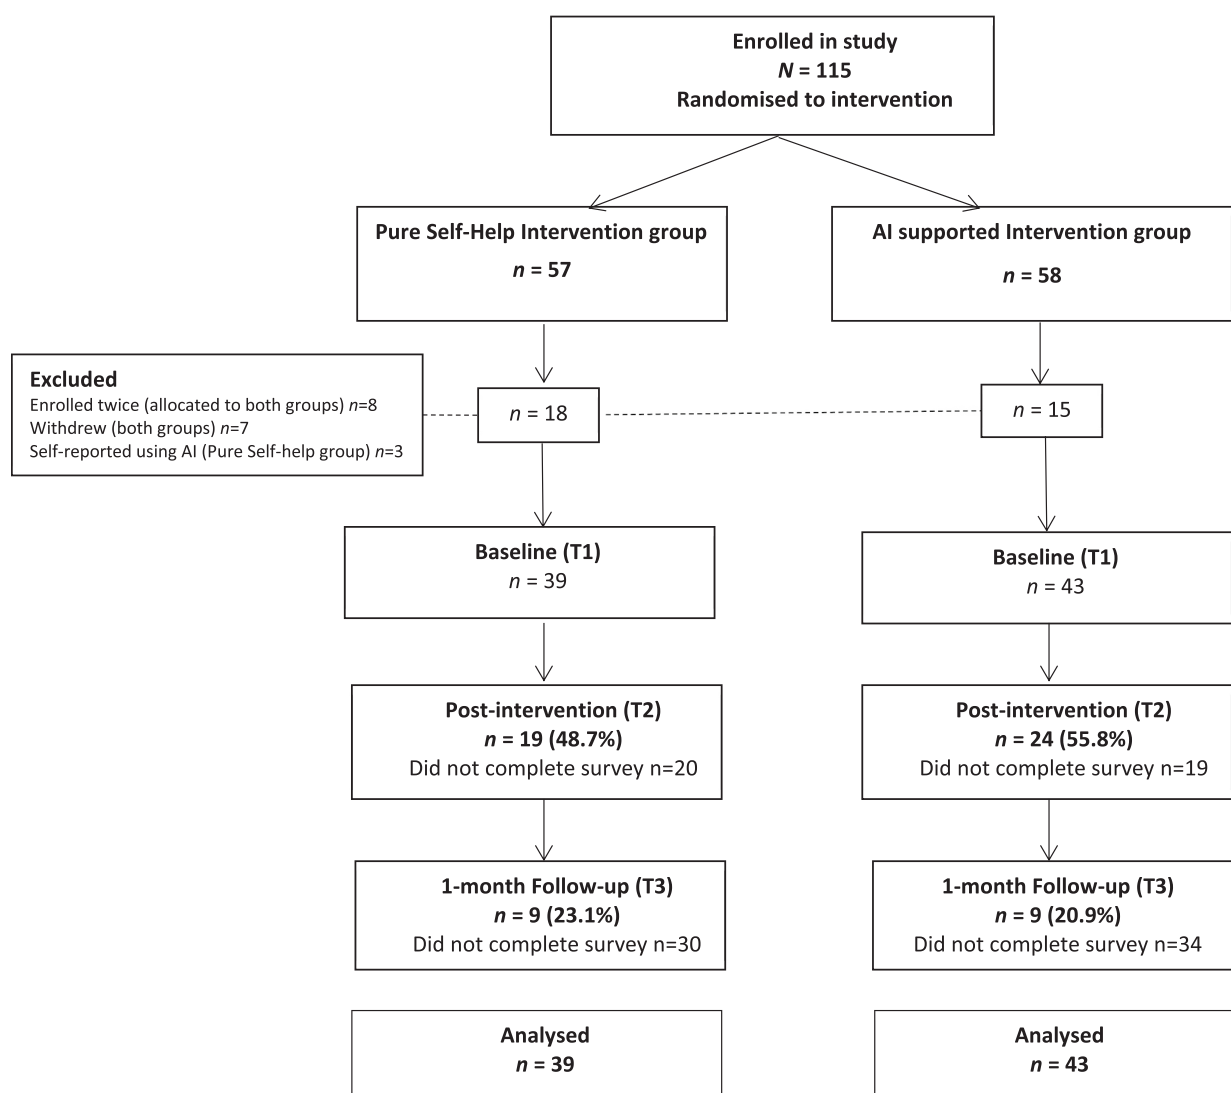 Enrolled in study
N = 115
Randomised to intervention
Pure Self-Help Intervention group
n = 57
AI supported Intervention group
n = 58
Excluded
Enrolled twice (allocated to both groups) n=8
Withdrew (both groups) n=7
Self-reported using AI (Pure Self-help group) n=3
n = 18
n = 15
Baseline (T1)
n = 39
Baseline (T1)
n = 43
Post-intervention (T2)
n = 19 (48.7%)
Did not complete survey n=20
Post-intervention (T2)
n = 24 (55.8%)
Did not complete survey n=19
1-month Follow-up (T3)
n = 9 (23.1%)
Did not complete survey n=30
1-month Follow-up (T3)
n = 9 (20.9%)
Did not complete survey n=34
Analysed
n = 39
Analysed
n = 43